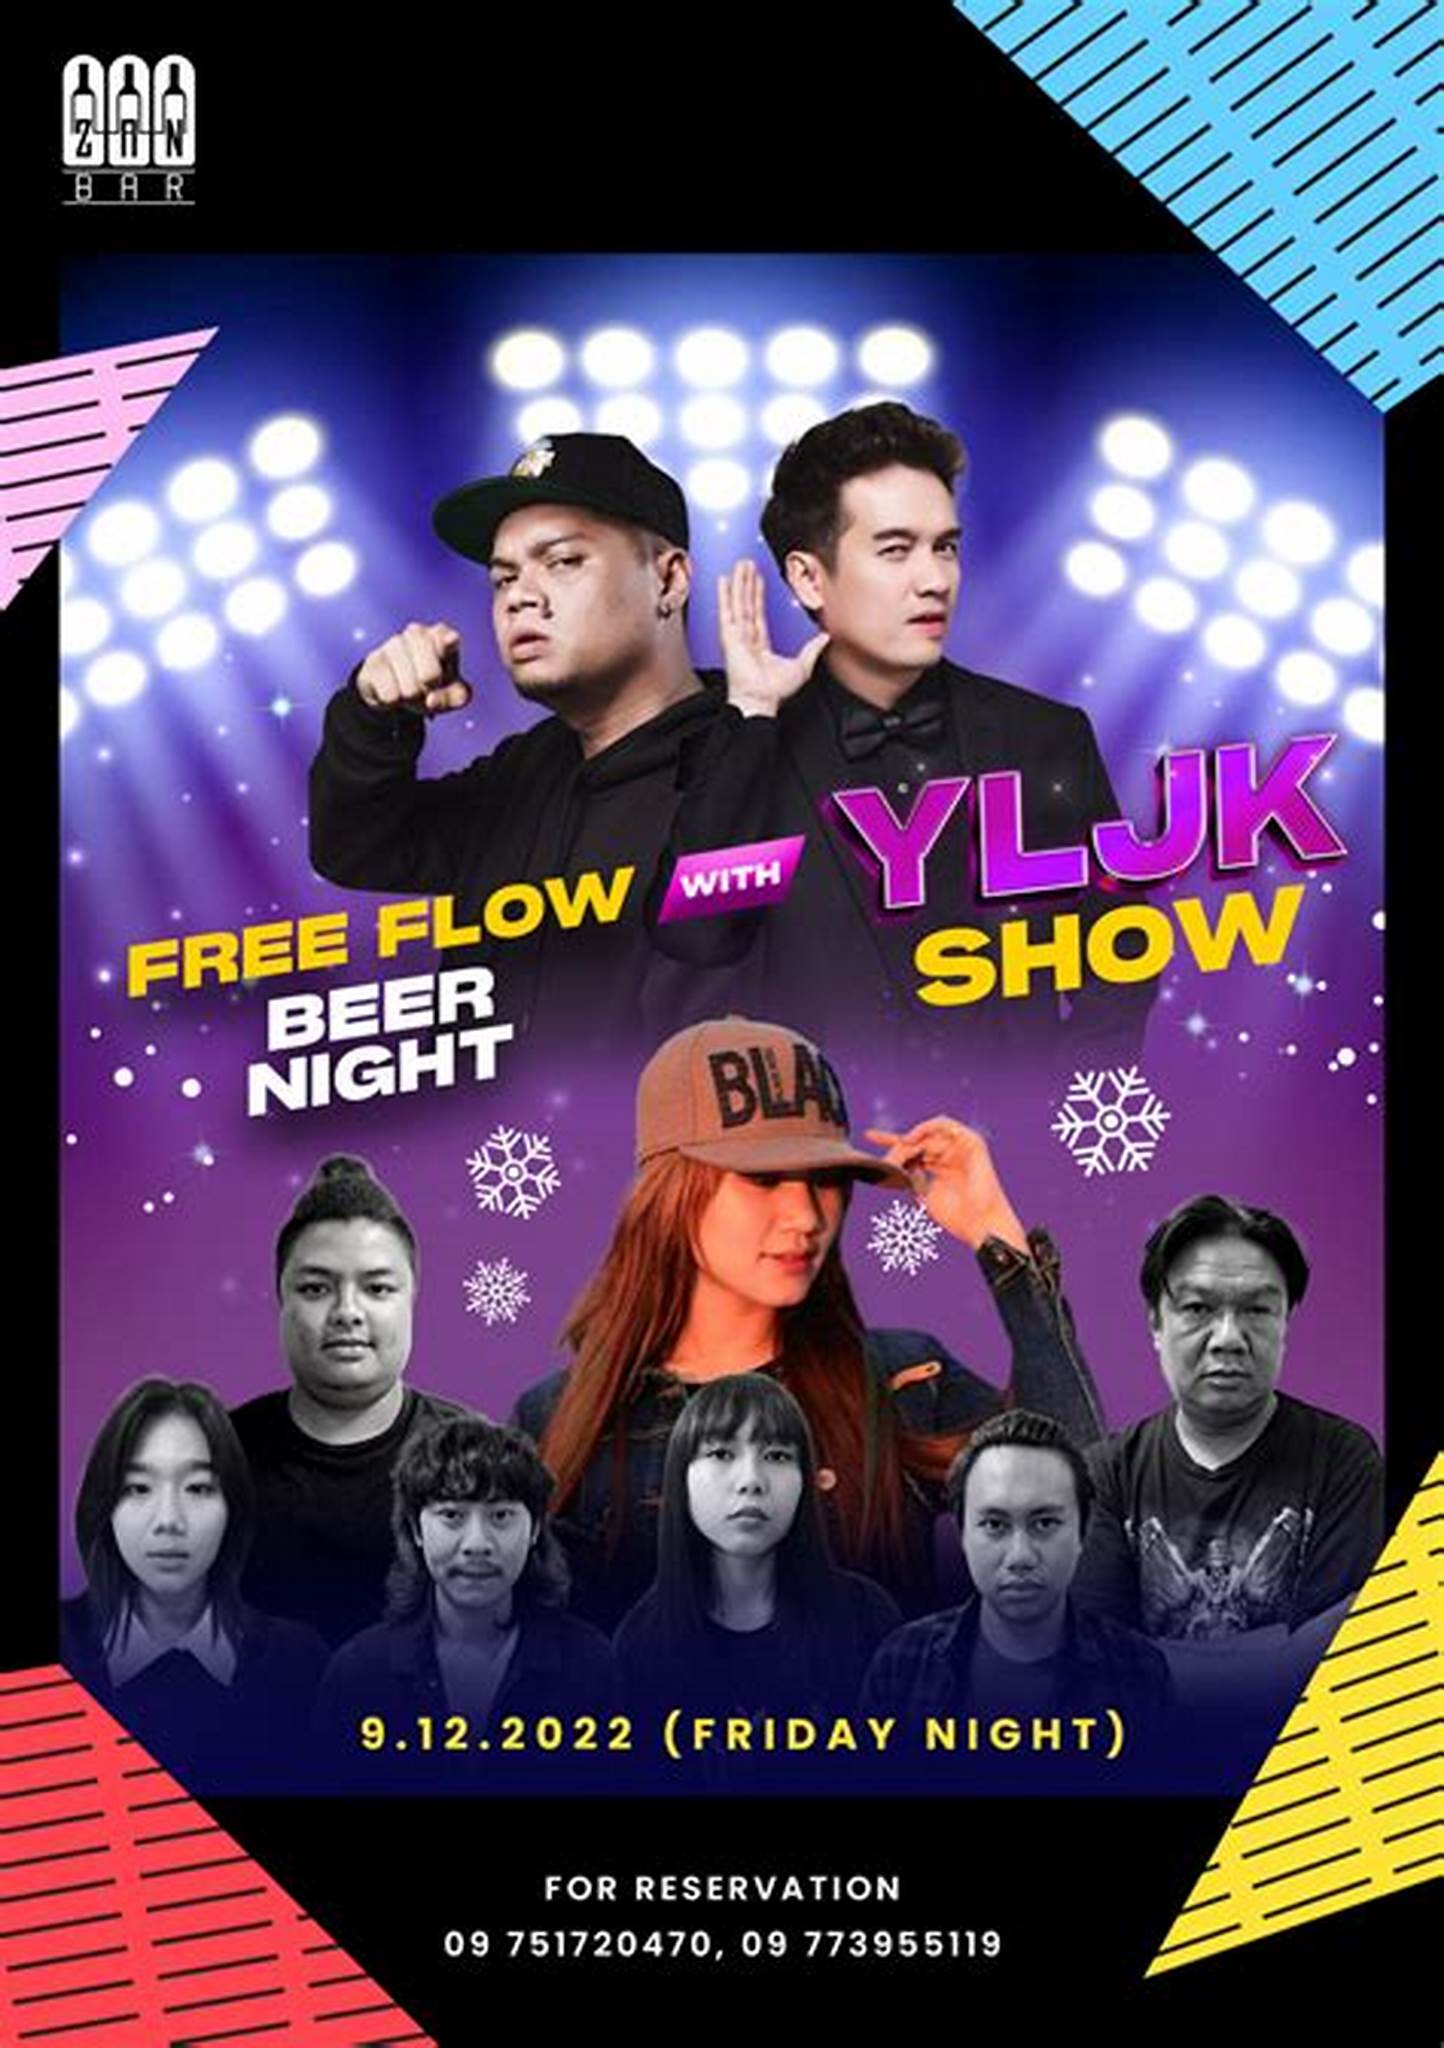 ZAN
BAR
FREE FLOW WITH YLJK
BEER SHOW
NIGHT
BLAC
9.12.2022 (FRIDAY NIGHT)
FOR RESERVATION
09 751720470, 09 773955119